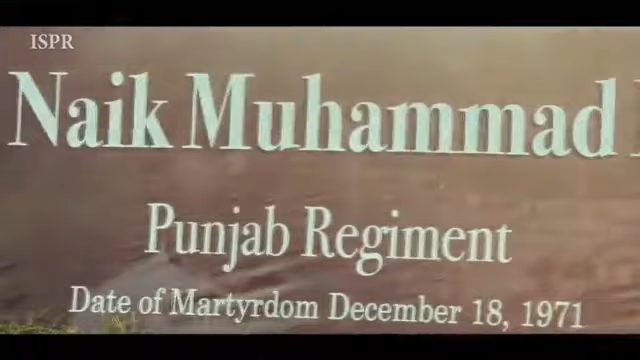 ISPR
Naik Muhammad
Punjab Regiment
Date of Martyrdom December 18, 1971